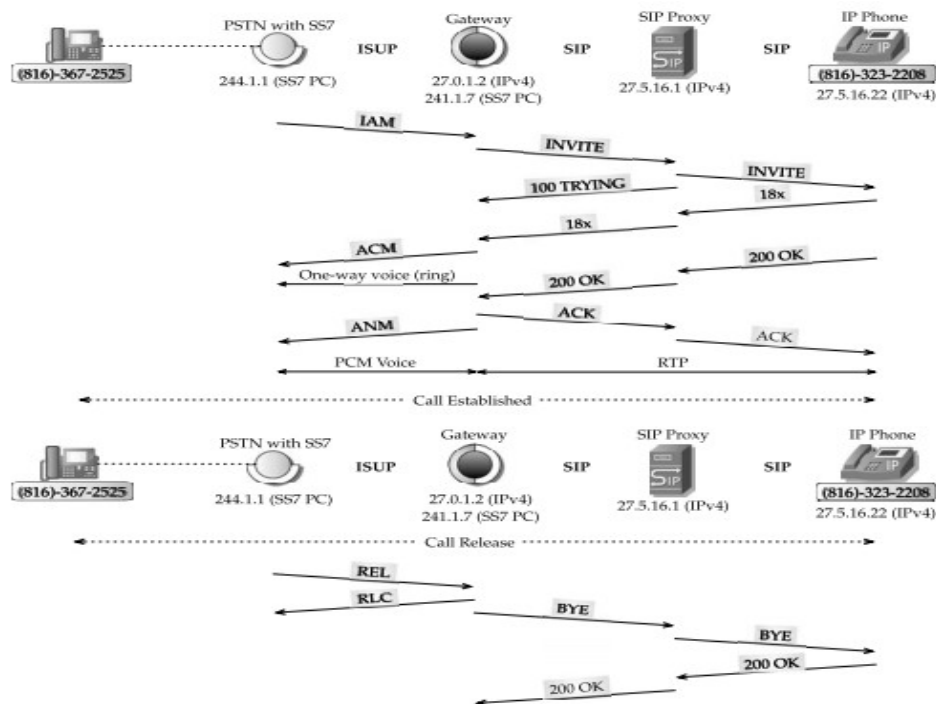 PSTN with SS7
Gateway
SIP Proxy
IP Phone
ISUP
SIP
SIP
SIP
IP
(816)-367-2525
244.1.1 (SS7 PC)
27.0.1.2 (IPv4)
241.1.7 (SS7 PC)
27.5.16.1 (IPv4)
(816)-323-2208
27.5.16.22 (IPv4)
IAM
INVITE
INVITE
100 TRYING
18x
18x
ACM
200 OK
One-way voice (ring)
200 OK
ACK
ANM
ACK
PCM Voice
RTP
Call Established
PSTN with SS7
Gateway
SIP Proxy
IP Phone
ISUP
SIP
SIP
SIP
IP
(816)-367-2525
244.1.1 (SS7 PC)
27.0.1.2 (IPv4)
241.1.7 (SS7 PC)
27.5.16.1 (IPv4)
(816)-323-2208
27.5.16.22 (IPv4)
Call Release
REL
RLC
BYE
BYE
200 OK
200 OK